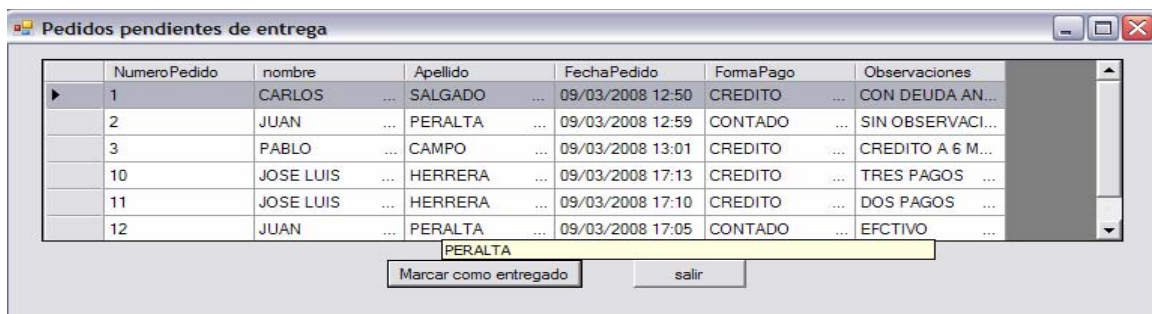 Pedidos pendientes de entrega
NumeroPedido nombre Apellido FechaPedido FormaPago Observaciones
1 CARLOS ... SALGADO ... 09/03/2008 12:50 CREDITO ... CON DEUDA AN...
2 JUAN ... PERALTA ... 09/03/2008 12:59 CONTADO ... SIN OBSERVACI...
3 PABLO ... CAMPO ... 09/03/2008 13:01 CREDITO ... CREDITO A 6 M...
10 JOSE LUIS ... HERRERA ... 09/03/2008 17:13 CREDITO ... TRES PAGOS ...
11 JOSE LUIS ... HERRERA ... 09/03/2008 17:10 CREDITO ... DOS PAGOS ...
12 JUAN ... PERALTA ... 09/03/2008 17:05 CONTADO ... EFCTIVO ...
PERALTA
Marcar como entregado salir